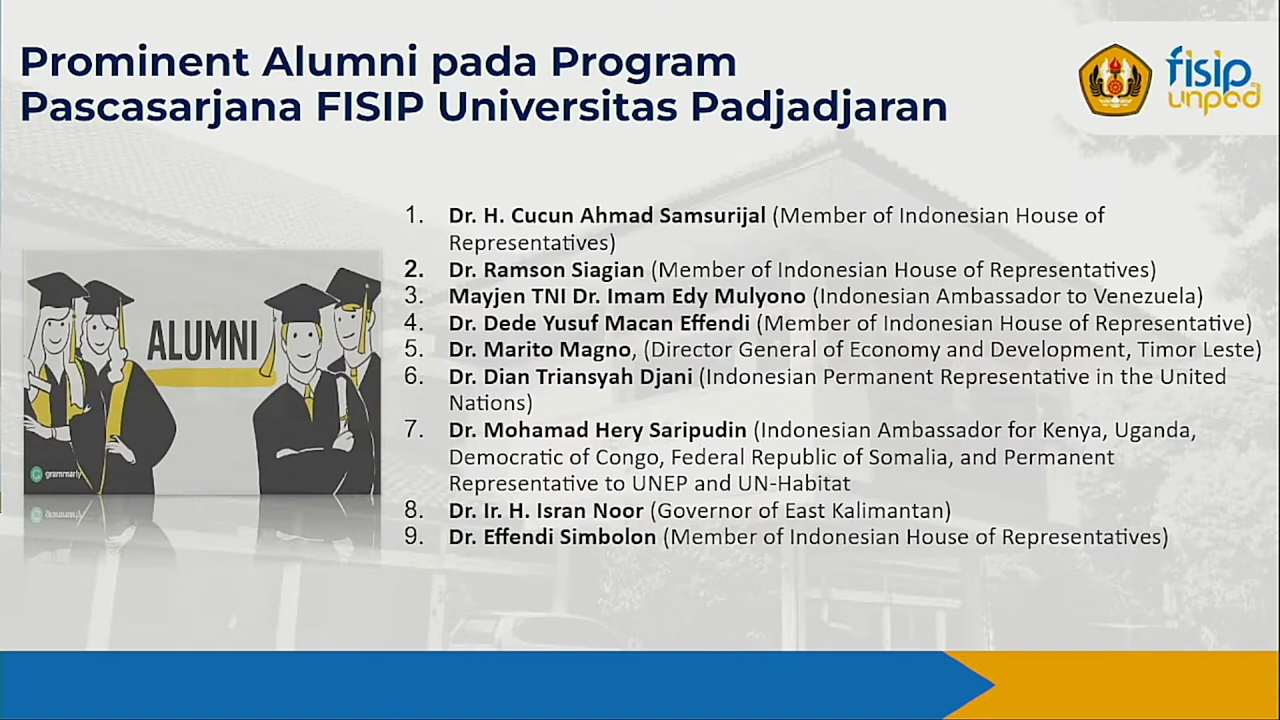 Prominent Alumni pada Program
Pascasarjana FISIP Universitas Padjadjaran
fisip
unpad
ALUMNI
grammarly
1. Dr. H. Cucun Ahmad Samsurijal (Member of Indonesian House of
Representatives)
2. Dr. Ramson Siagian (Member of Indonesian House of Representatives)
3. Mayjen TNI Dr. Imam Edy Mulyono (Indonesian Ambassador to Venezuela)
4. Dr. Dede Yusuf Macan Effendi (Member of Indonesian House of Representative)
5. Dr. Marito Magno, (Director General of Economy and Development, Timor Leste)
6. Dr. Dian Triansyah Djani (Indonesian Permanent Representative in the United
Nations)
7. Dr. Mohamad Hery Saripudin (Indonesian Ambassador for Kenya, Uganda,
Democratic of Congo, Federal Republic of Somalia, and Permanent
Representative to UNEP and UN-Habitat
8. Dr. Ir. H. Isran Noor (Governor of East Kalimantan)
9. Dr. Effendi Simbolon (Member of Indonesian House of Representatives)